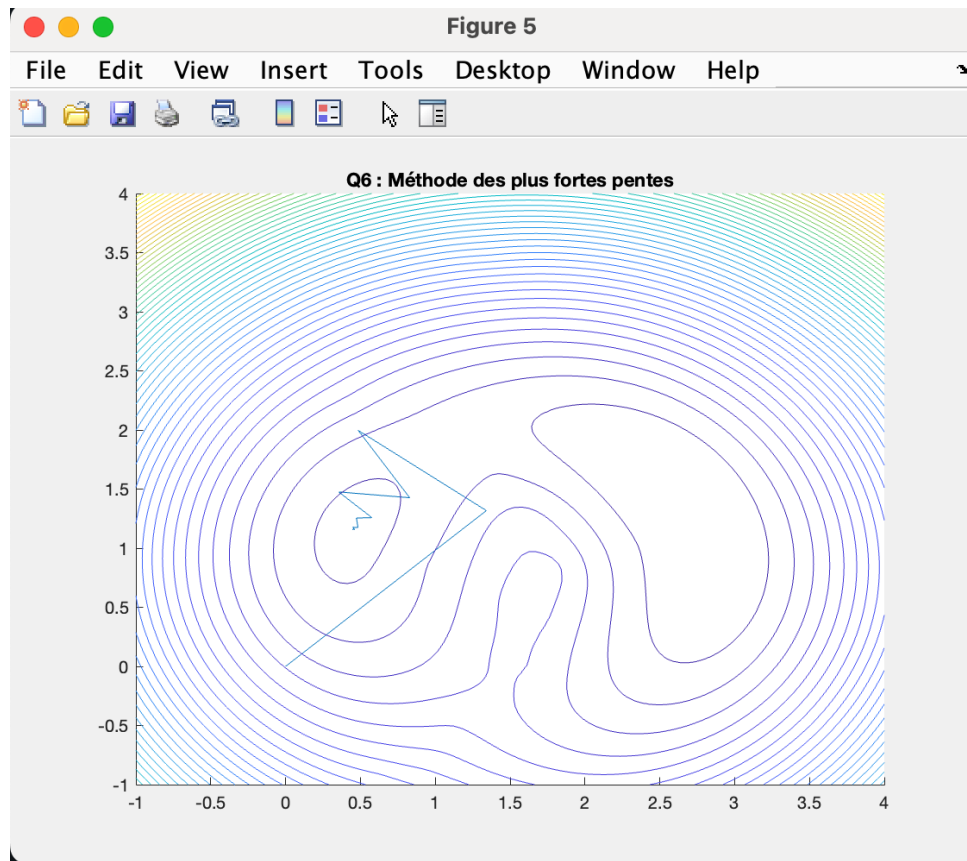 Figure 5
File Edit View Insert Tools Desktop Window Help
Q6 : Méthode des plus fortes pentes
4
3.5
3
2.5
2
1.5
1
0.5
0
-0.5
-1
-1 -0.5 0 0.5 1 1.5 2 2.5 3 3.5 4